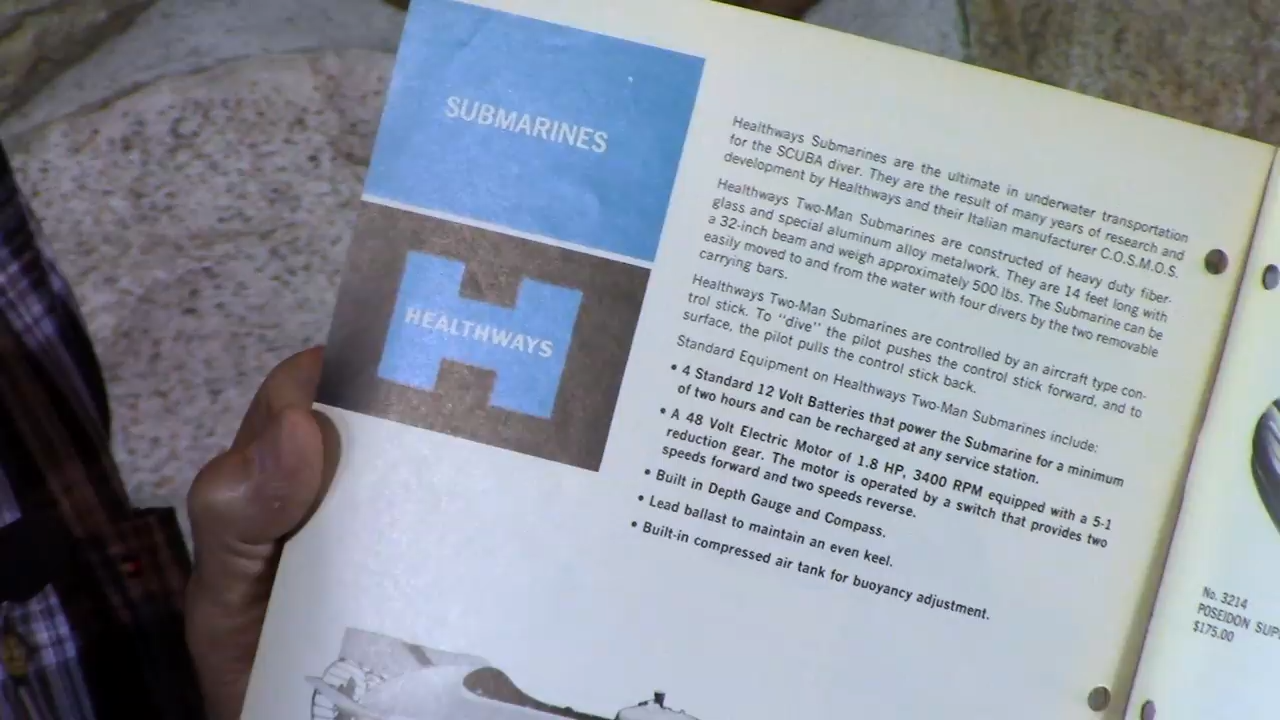 SUBMARINES
HEALTHWAYS
Healthways Submarines are the ultimate in underwater transportation
for the SCUBA diver. They are the result of many years of research and
development by Healthways and their Italian manufacturer C.O.S.M.O.S.
Healthways Two-Man Submarines are constructed of heavy duty fiber-
glass and special aluminum alloy metalwork. They are 14 feet long with
a 32-inch beam and weigh approximately 500 lbs. The Submarine can be
easily moved to and from the water with four divers by the two removable
carrying bars.
Healthways Two-Man Submarines are controlled by an aircraft type con-
trol stick. To "dive" the pilot pushes the control stick forward, and to
surface, the pilot pulls the control stick back.
Standard Equipment on Healthways Two-Man Submarines include:
• 4 Standard 12 Volt Batteries that power the Submarine for a minimum
of two hours and can be recharged at any service station.
• A 48 Volt Electric Motor of 1.8 HP, 3400 RPM equipped with a 5-1
reduction gear. The motor is operated by a switch that provides two
speeds forward and two speeds reverse.
• Built in Depth Gauge and Compass.
• Lead ballast to maintain an even keel.
• Built-in compressed air tank for buoyancy adjustment.
No. 3214
POSEIDON SUP
$175.00